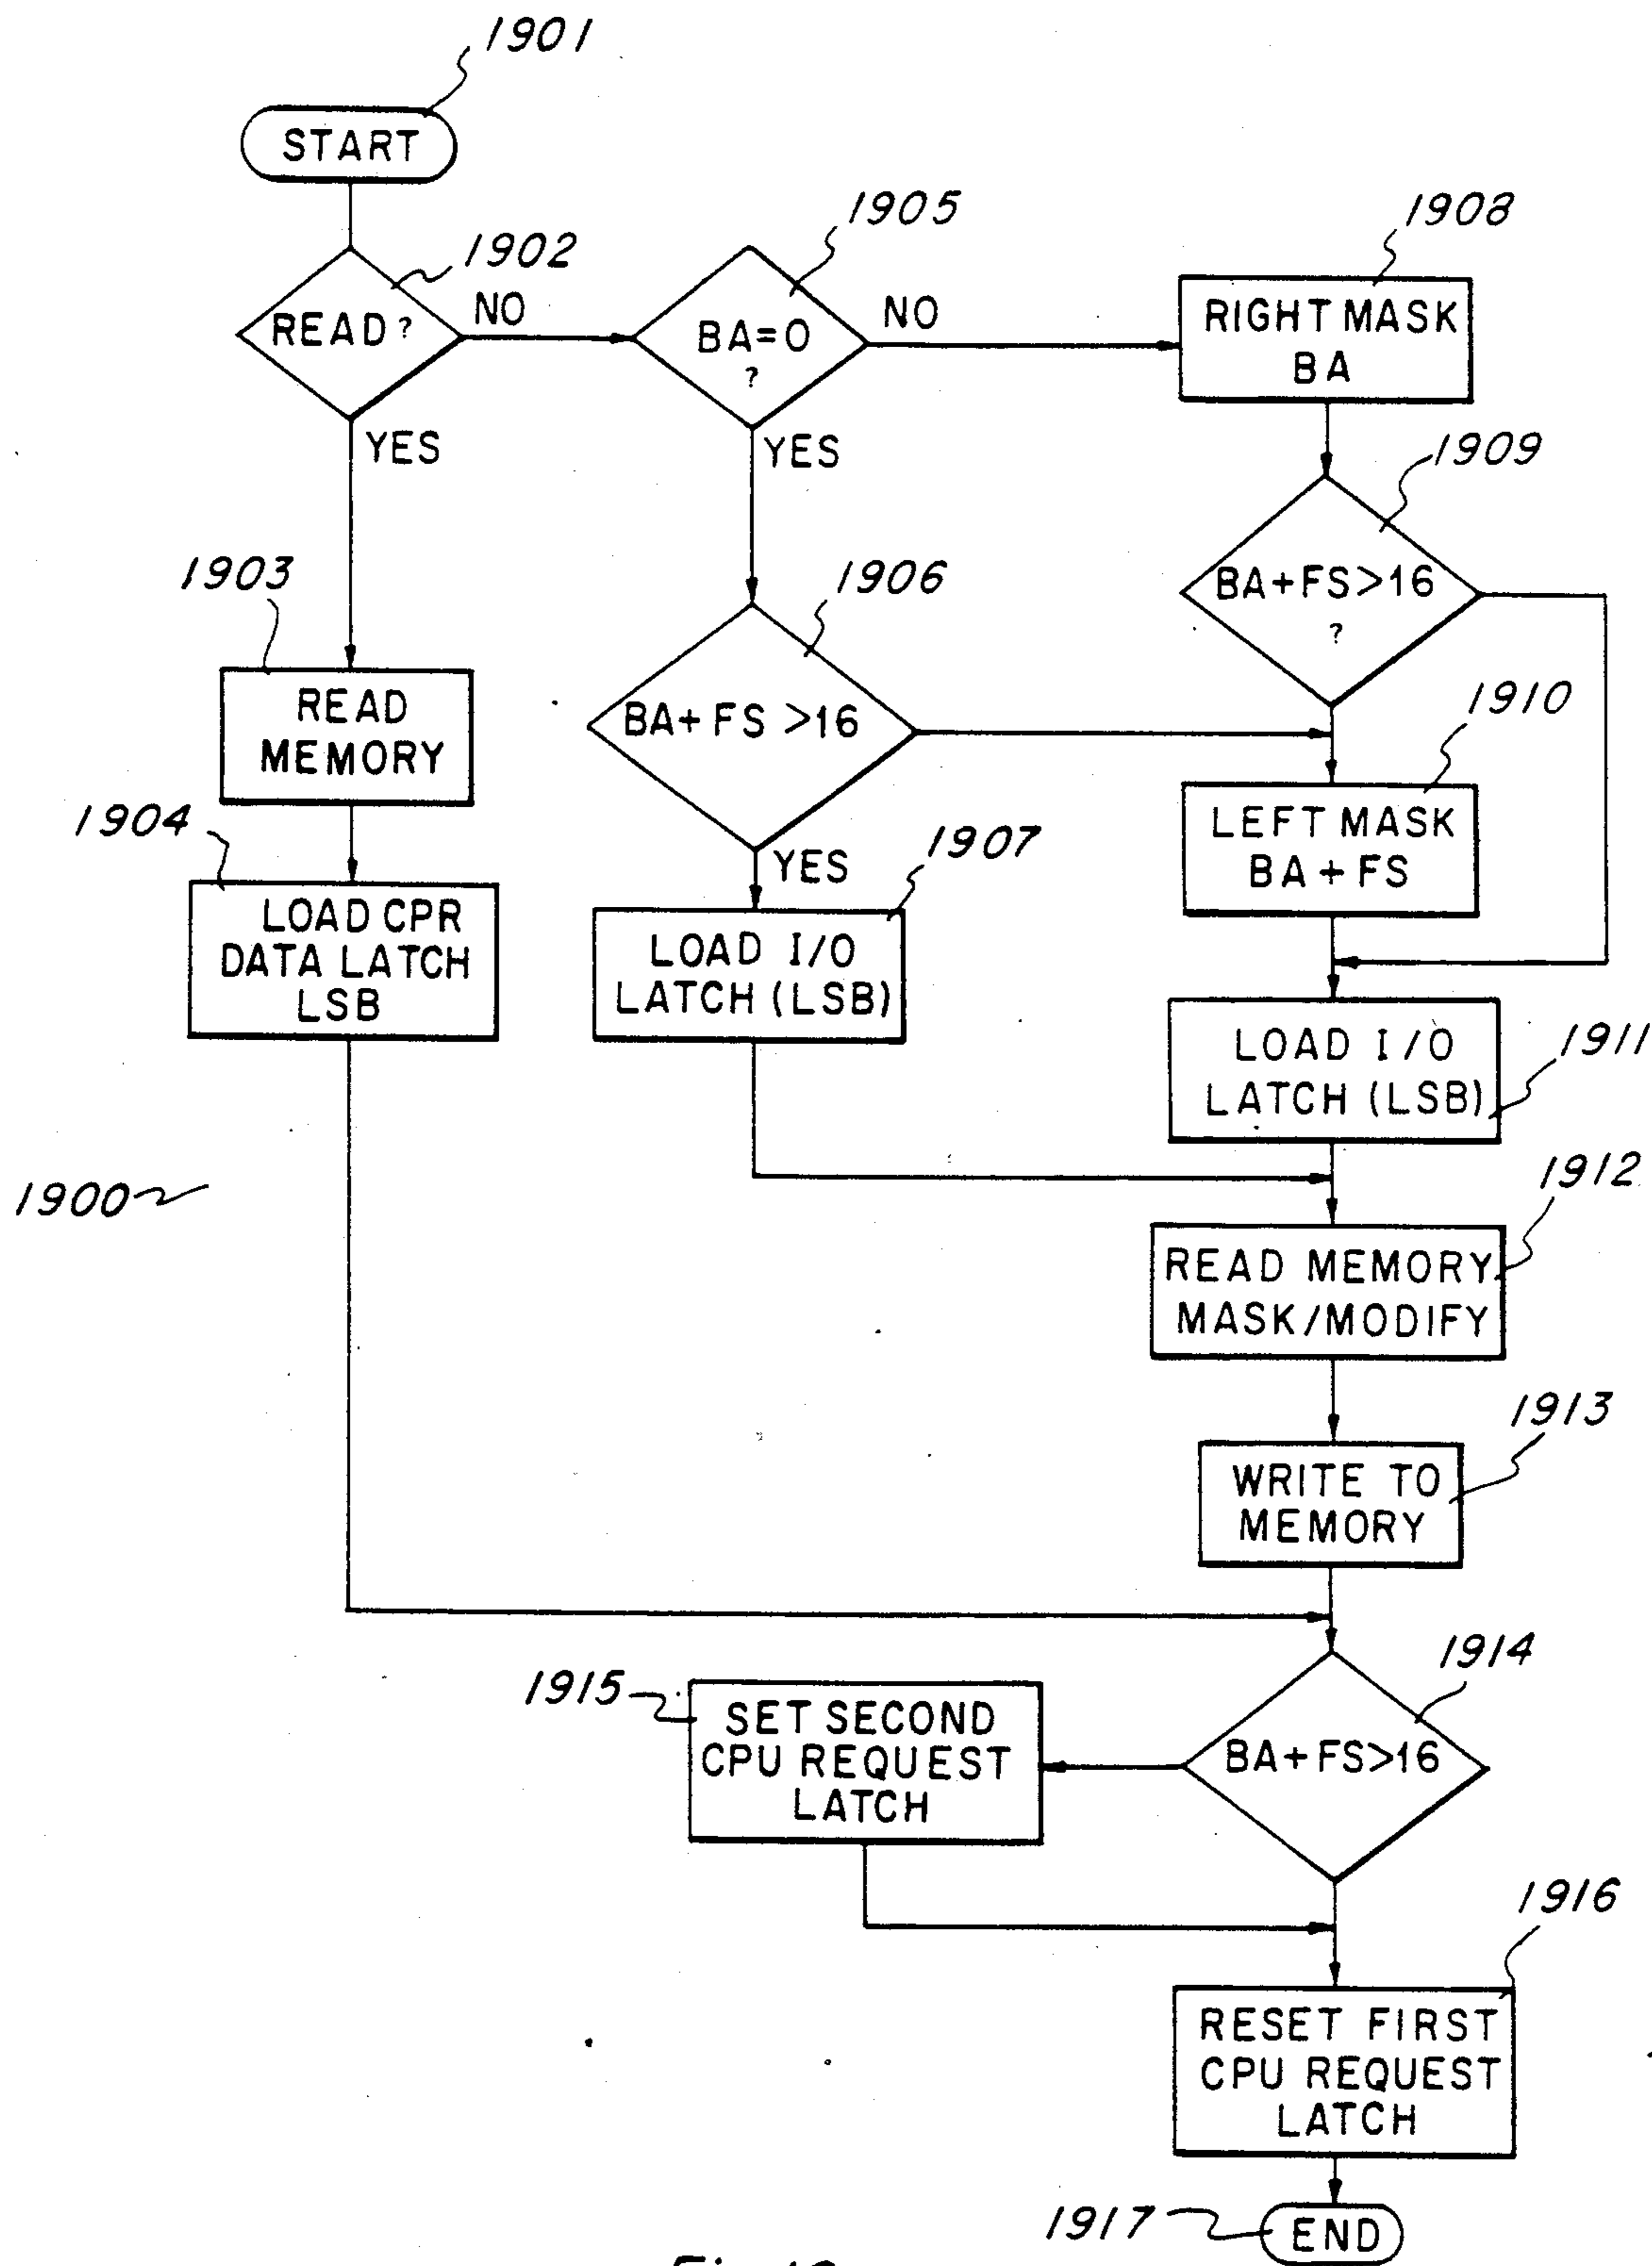 1901
START
1902
READ?
NO
YES
1905
BA=0
?
NO
YES
1908
RIGHT MASK
BA
1909
BA+FS>16
?
1903
READ
MEMORY
1906
BA+FS >16
YES
1910
LEFT MASK
BA + FS
1904
LOAD CPR
DATA LATCH
LSB
1907
LOAD I/O
LATCH (LSB)
1911
LOAD I/O
LATCH (LSB)
1900
1912
READ MEMORY
MASK/MODIFY
1913
WRITE TO
MEMORY
1914
BA+FS>16
1915
SET SECOND
CPU REQUEST
LATCH
1916
RESET FIRST
CPU REQUEST
LATCH
1917
END